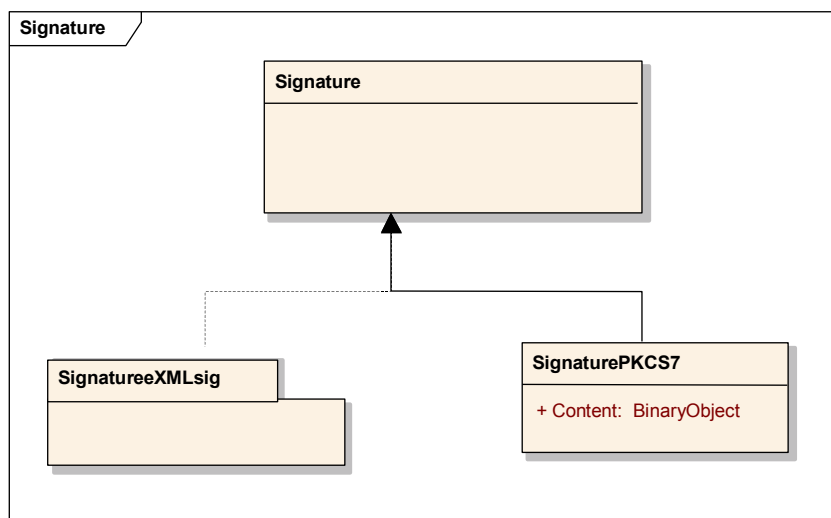 Signature
Signature
SignatureeXMLsig
SignaturePKCS7
+ Content: BinaryObject